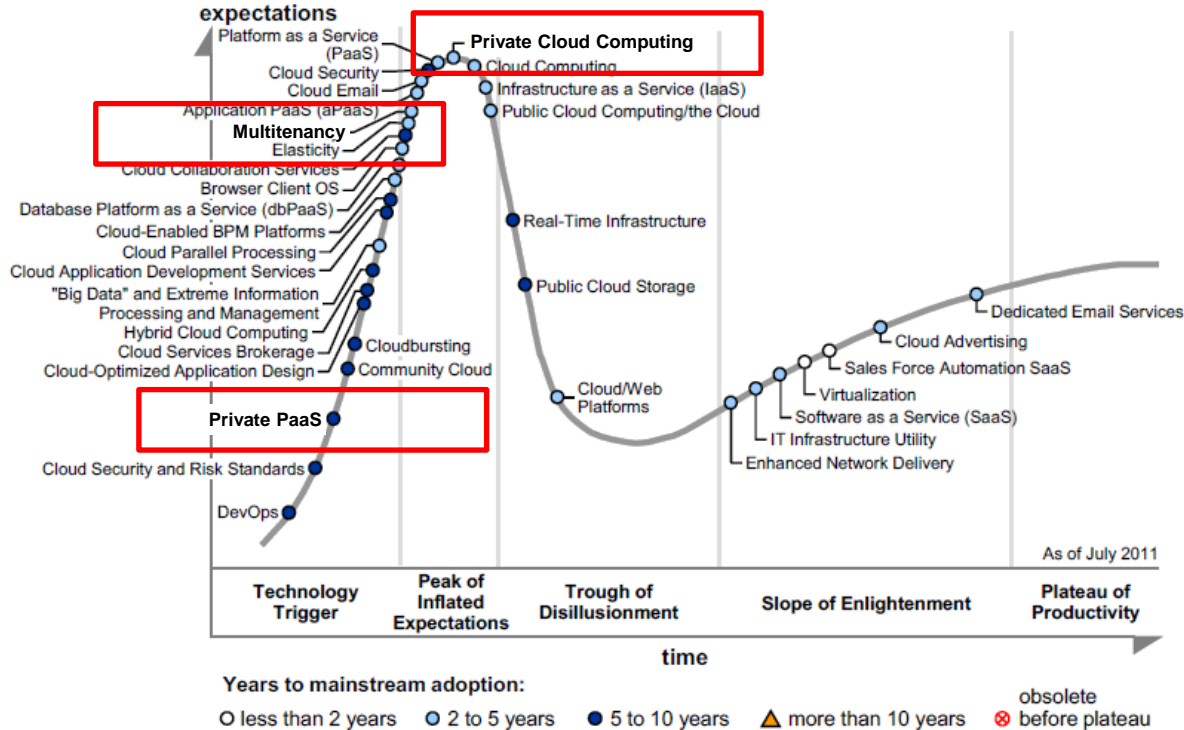 expectations
Platform as a Service
(PaaS)
Private Cloud Computing
Cloud Security
Cloud Computing
Cloud Email
Infrastructure as a Service (IaaS)
Application PaaS (aPaaS)
Public Cloud Computing/the Cloud
Multitenancy
Elasticity
Cloud Collaboration Services
Browser Client OS
Database Platform as a Service (dbPaaS)
Real-Time Infrastructure
Cloud-Enabled BPM Platforms
Cloud Parallel Processing
Cloud Application Development Services
Public Cloud Storage
"Big Data" and Extreme Information
Processing and Management
Dedicated Email Services
Hybrid Cloud Computing
Cloud Services Brokerage
Cloudbursting
Cloud Advertising
Cloud-Optimized Application Design
Community Cloud
Sales Force Automation SaaS
Cloud/Web
Platforms
Virtualization
Private PaaS
Software as a Service (SaaS)
IT Infrastructure Utility
Cloud Security and Risk Standards
Enhanced Network Delivery
DevOps
As of July 2011
Technology
Trigger
Peak of
Inflated
Expectations
Trough of
Disillusionment
Slope of Enlightenment
Plateau of
Productivity
time
Years to mainstream adoption:
less than 2 years
2 to 5 years
5 to 10 years
more than 10 years
obsolete
before plateau